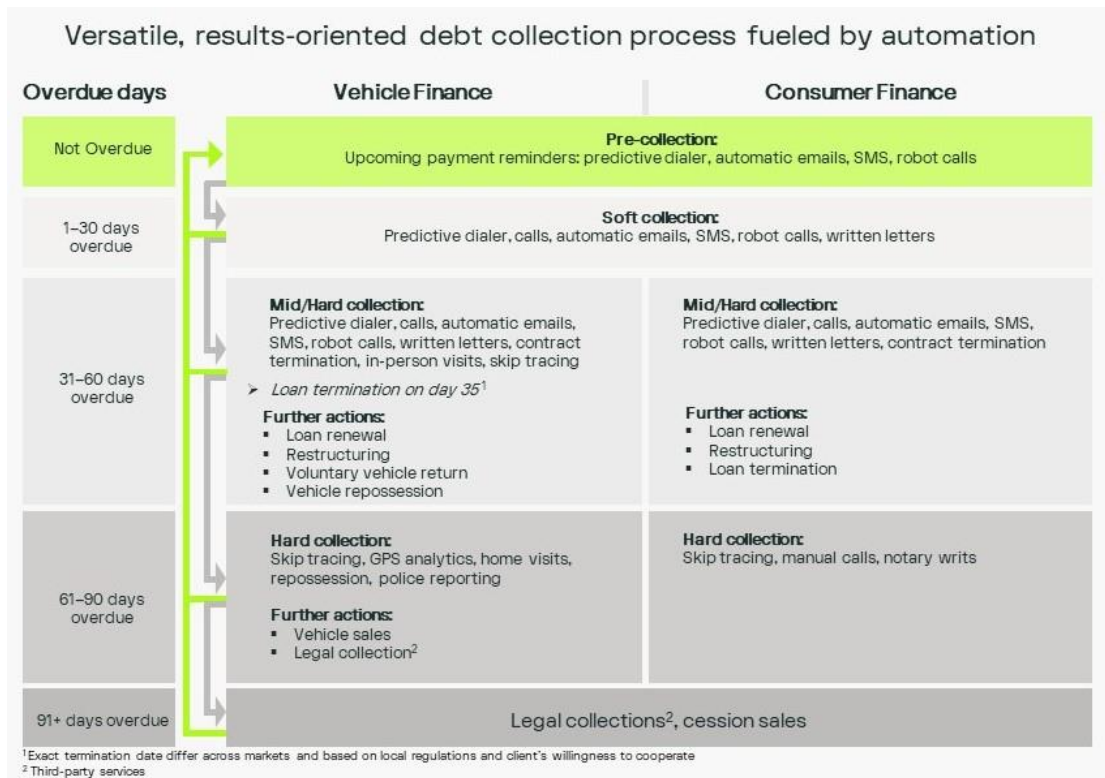 Versatile, results-oriented debt collection process fueled by automation
Overdue days
Vehicle Finance
Consumer Finance
Not Overdue
Pre-collection:
Upcoming payment reminders: predictive dialer, automatic emails, SMS, robot calls
1–30 days
overdue
Soft collection:
Predictive dialer, calls, automatic emails, SMS, robot calls, written letters
31–60 days
overdue
Mid/Hard collection:
Predictive dialer, calls, automatic emails,
SMS, robot calls, written letters, contract
termination, in-person visits, skip tracing
➢ Loan termination on day 35¹
Further actions:
▪ Loan renewal
▪ Restructuring
▪ Voluntary vehicle return
▪ Vehicle repossession
Mid/Hard collection:
Predictive dialer, calls, automatic emails, SMS,
robot calls, written letters, contract termination
Further actions:
▪ Loan renewal
▪ Restructuring
▪ Loan termination
61–90 days
overdue
Hard collection:
Skip tracing, GPS analytics, home visits,
repossession, police reporting
Further actions:
▪ Vehicle sales
▪ Legal collection²
Hard collection:
Skip tracing, manual calls, notary writs
91+ days overdue
Legal collections², cession sales
¹ Exact termination date differ across markets and based on local regulations and client's willingness to cooperate
² Third-party services